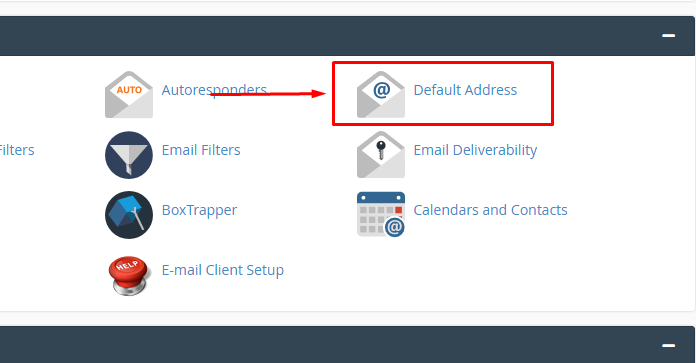 AUTO
Autoresponders
@
Default Address
Filters
Email Filters
Email Deliverability
BoxTrapper
@
Calendars and Contacts
HELP
E-mail Client Setup